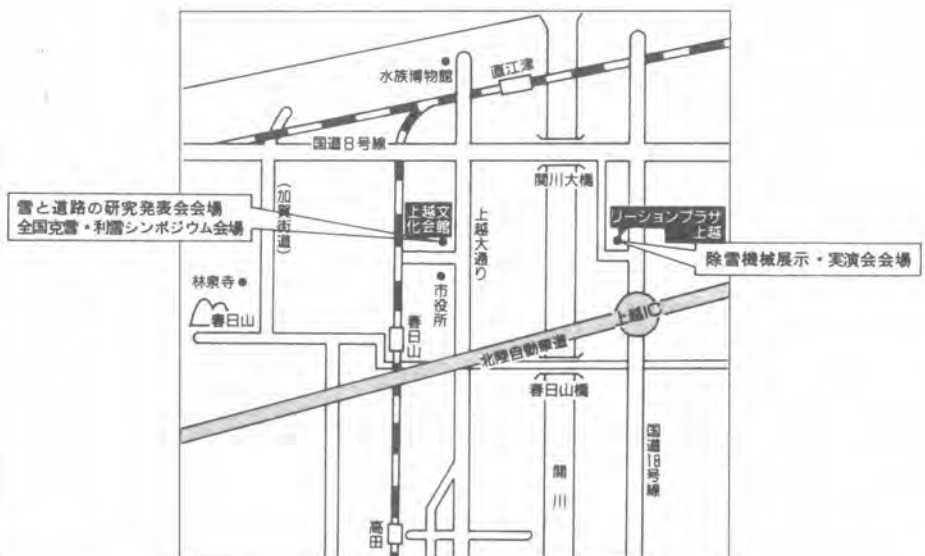 水族博物館
直江津
国道8号線
関川大橋
(加賀街道)
雪と道路の研究発表会会場
全国克雪・利雪シンポジウム会場
上越文
化会館
上越大通り
リージョンプラザ
上越
除雪機械展示・実演会会場
林泉寺
春日山
市役所
春日山
上越IC
北陸自動車道
春日山橋
国道18号線
関川
高田